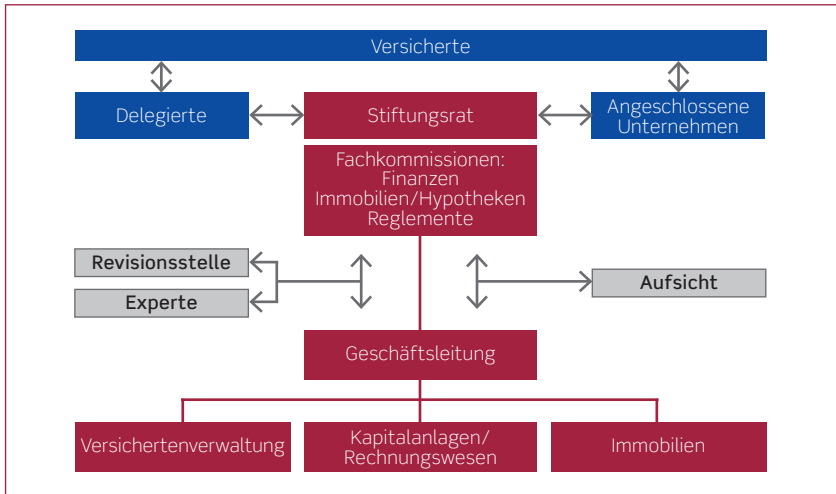 Versicherte
Delegierte
Stiftungsrat
Angeschlossene
Unternehmen
Fachkommissionen:
Finanzen
Immobilien/Hypotheken
Reglemente
Revisionsstelle
Experte
Aufsicht
Geschäftsleitung
Versichertenverwaltung
Kapitalanlagen/
Rechnungswesen
Immobilien